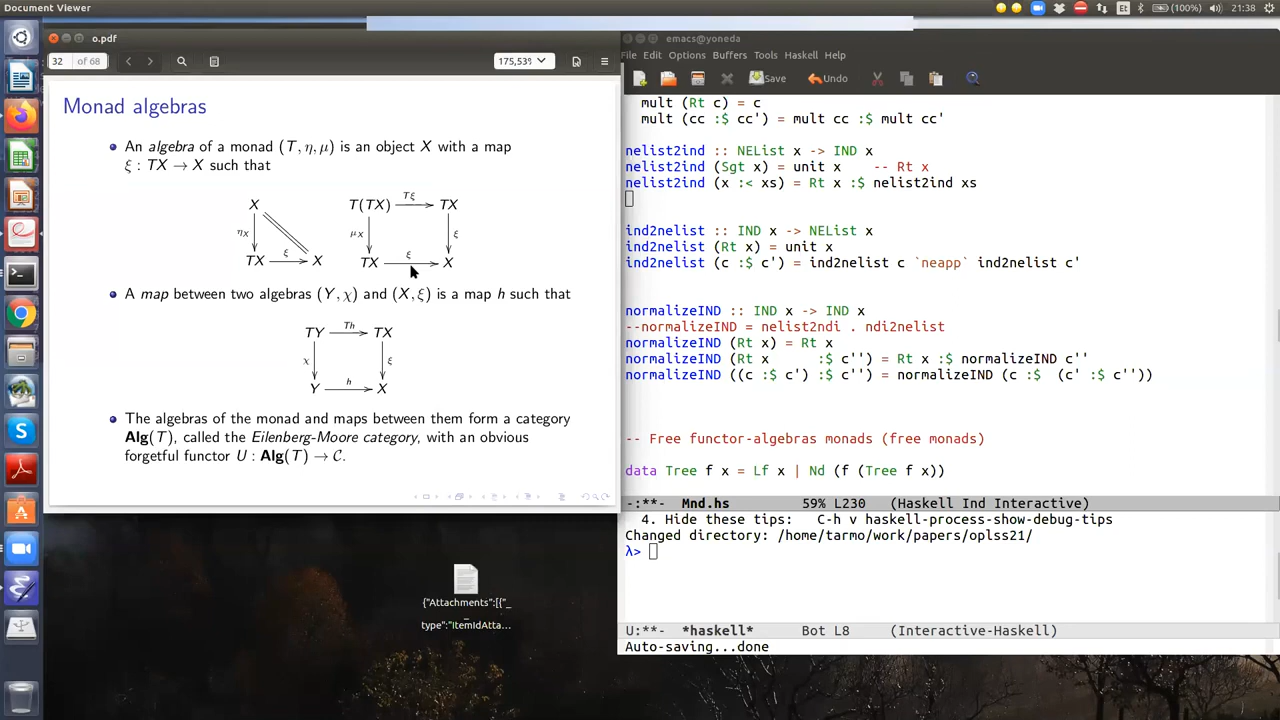 Document Viewer
Et
(100%)
21:38
o.pdf
32 of 68
175,53%
Monad algebras
An algebra of a monad (T, η, μ) is an object X with a map
ξ : TX → X such that
X
T(TX) Tξ TX
ηX
μX ξ
TX ξ X
TX ξ X
A map between two algebras (Y, χ) and (X, ξ) is a map h such that
TY Th TX
χ ξ
Y h X
The algebras of the monad and maps between them form a category
Alg(T), called the Eilenberg-Moore category, with an obvious
forgetful functor U : Alg(T) → C.
{"Attachments":[{"_
_
type":"ItemIdAtta...
emacs@yoneda
File Edit Options Buffers Tools Haskell Help
Save Undo
mult (Rt c) = c
mult (cc :$ cc') = mult cc :$ mult cc'
nelist2ind :: NEList x -> IND x
nelist2ind (Sgt x) = unit x -- Rt x
nelist2ind (x :< xs) = Rt x :$ nelist2ind xs
ind2nelist :: IND x -> NEList x
ind2nelist (Rt x) = unit x
ind2nelist (c :$ c') = ind2nelist c `neapp` ind2nelist c'
normalizeIND :: IND x -> IND x
--normalizeIND = nelist2ndi . ndi2nelist
normalizeIND (Rt x) = Rt x
normalizeIND (Rt x :$ c'') = Rt x :$ normalizeIND c''
normalizeIND ((c :$ c') :$ c'') = normalizeIND (c :$ (c' :$ c''))
-- Free functor-algebras monads (free monads)
data Tree f x = Lf x | Nd (f (Tree f x))
-:**- Mnd.hs 59% L230 (Haskell Ind Interactive)
4. Hide these tips: C-h v haskell-process-show-debug-tips
Changed directory: /home/tarmo/work/papers/oplss21/
λ>
U:**- *haskell* Bot L8 (Interactive-Haskell)
Auto-saving...done